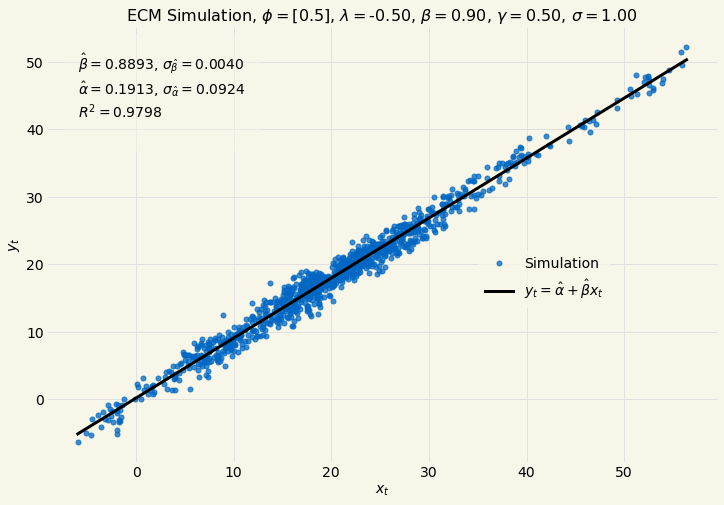 ECM Simulation, ϕ = [0.5], λ = -0.50, β = 0.90, γ = 0.50, σ = 1.00
β̂ = 0.8893, σ_β̂ = 0.0040
α̂ = 0.1913, σ_α̂ = 0.0924
R² = 0.9798
50
40
30
20
10
0
y_t
Simulation
y_t = α̂ + β̂x_t
0 10 20 30 40 50
x_t